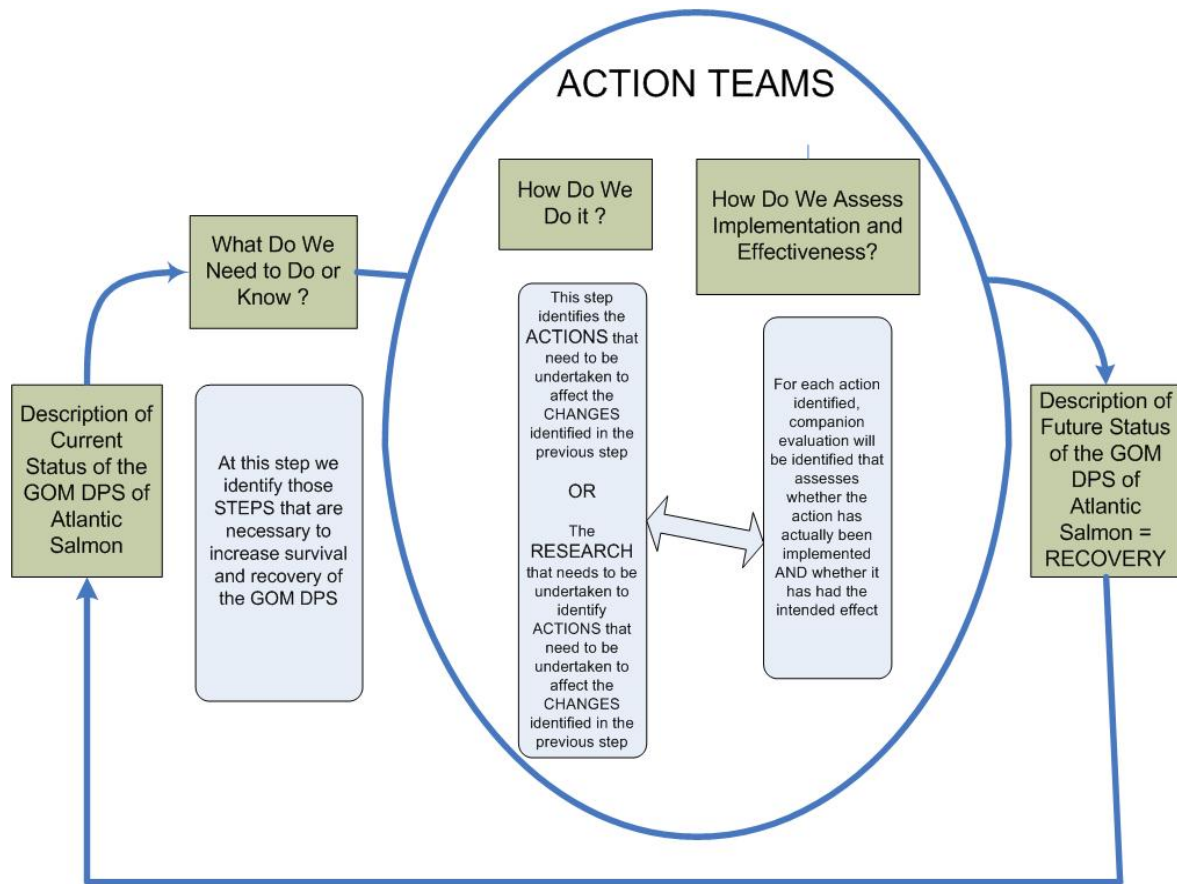 ACTION TEAMS
Description of
Current
Status of the
GOM DPS of
Atlantic
Salmon
What Do We
Need to Do or
Know ?
At this step we
identify those
STEPS that are
necessary to
increase survival
and recovery of
the GOM DPS
How Do We
Do it ?
This step
identifies the
ACTIONS that
need to be
undertaken to
affect the
CHANGES
identified in the
previous step
OR
The
RESEARCH
that needs to be
undertaken to
identify
ACTIONS that
need to be
undertaken to
affect the
CHANGES
identified in the
previous step
How Do We Assess
Implementation and
Effectiveness?
For each action
identified,
companion
evaluation will
be identified that
assesses
whether the
action has
actually been
implemented
AND whether it
has had the
intended effect
Description of
Future Status
of the GOM
DPS of
Atlantic
Salmon =
RECOVERY